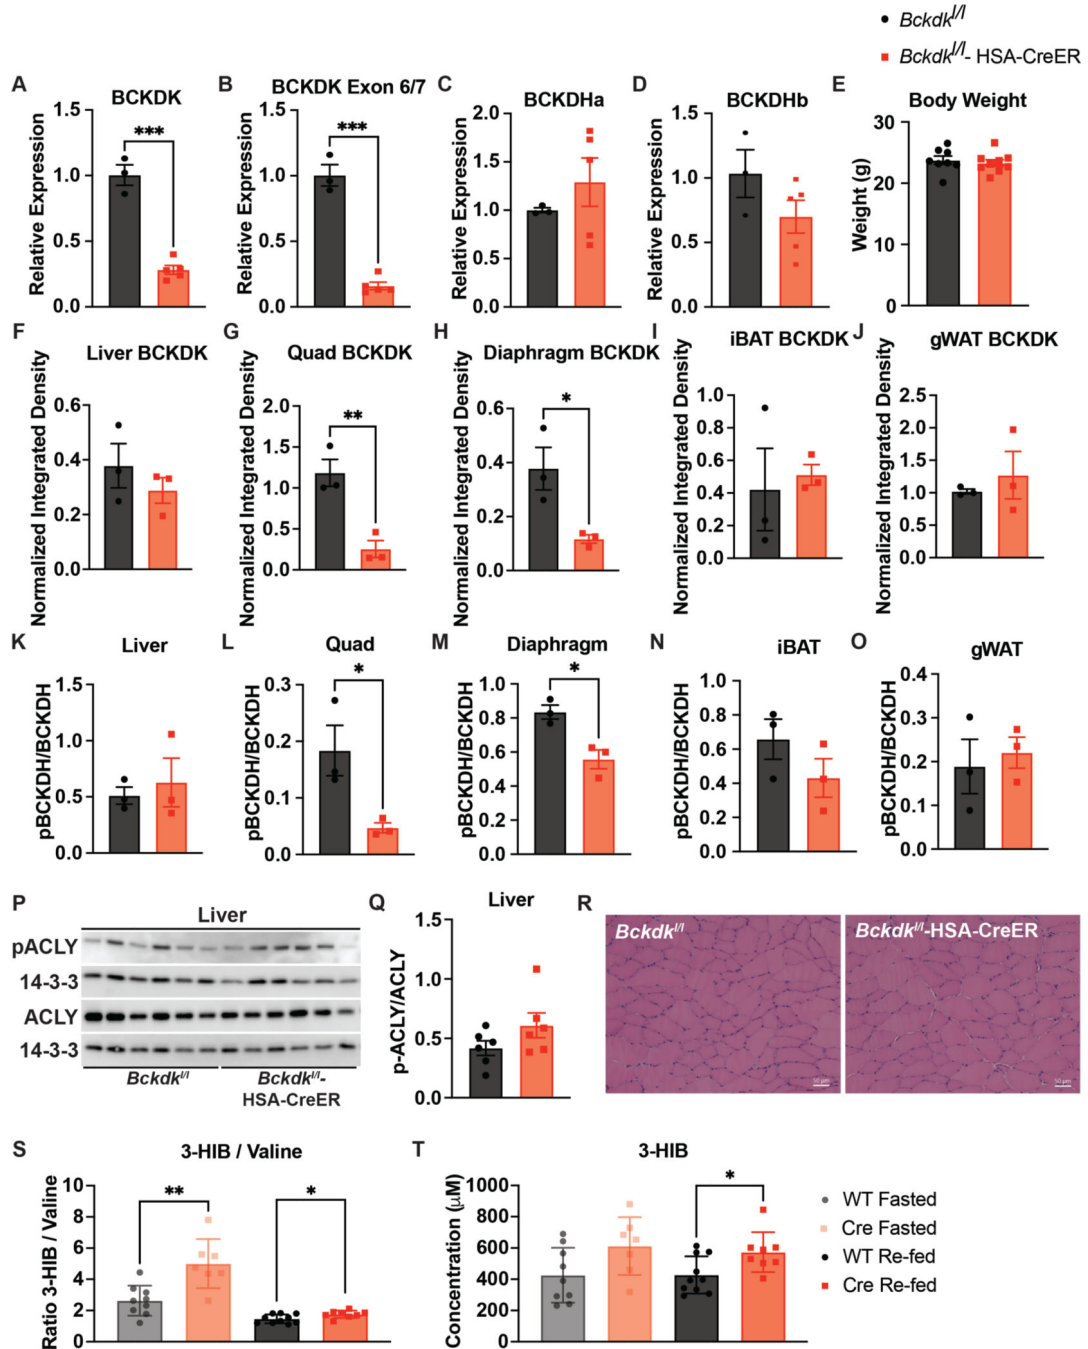 Bckdk^l/l
Bckdk^l/l- HSA-CreER
A
BCKDK
Relative Expression
1.5
1.0
0.5
0.0
***
B
BCKDK Exon 6/7
Relative Expression
1.5
1.0
0.5
0.0
***
C
BCKDHa
Relative Expression
2.0
1.5
1.0
0.5
0.0
D
BCKDHb
Relative Expression
1.5
1.0
0.5
0.0
E
Body Weight
Weight (g)
30
20
10
0
F
Liver BCKDK
Normalized Integrated Density
0.6
0.4
0.2
0.0
G
Quad BCKDK
Normalized Integrated Density
2.0
1.5
1.0
0.5
0.0
**
H
Diaphragm BCKDK
Normalized Integrated Density
0.6
0.4
0.2
0.0
*
I
iBAT BCKDK
Normalized Integrated Density
1.0
0.8
0.6
0.4
0.2
0.0
J
gWAT BCKDK
Normalized Integrated Density
2.5
2.0
1.5
1.0
0.5
0.0
K
Liver
pBCKDH/BCKDH
1.5
1.0
0.5
0.0
L
Quad
pBCKDH/BCKDH
0.3
0.2
0.1
0.0
*
M
Diaphragm
pBCKDH/BCKDH
1.0
0.8
0.6
0.4
0.2
0.0
*
N
iBAT
pBCKDH/BCKDH
1.0
0.8
0.6
0.4
0.2
0.0
O
gWAT
pBCKDH/BCKDH
0.4
0.3
0.2
0.1
0.0
P
Liver
pACLY
14-3-3
ACLY
14-3-3
Bckdk^l/l
Bckdk^l/l-
HSA-CreER
Q
Liver
p-ACLY/ACLY
1.5
1.0
0.5
0.0
R
Bckdk^l/l
50 µm
Bckdk^l/l-HSA-CreER
50 µm
S
3-HIB / Valine
Ratio 3-HIB / Valine
10
8
6
4
2
0
**
*
T
3-HIB
Concentration (µM)
1000
800
600
400
200
0
*
WT Fasted
Cre Fasted
WT Re-fed
Cre Re-fed